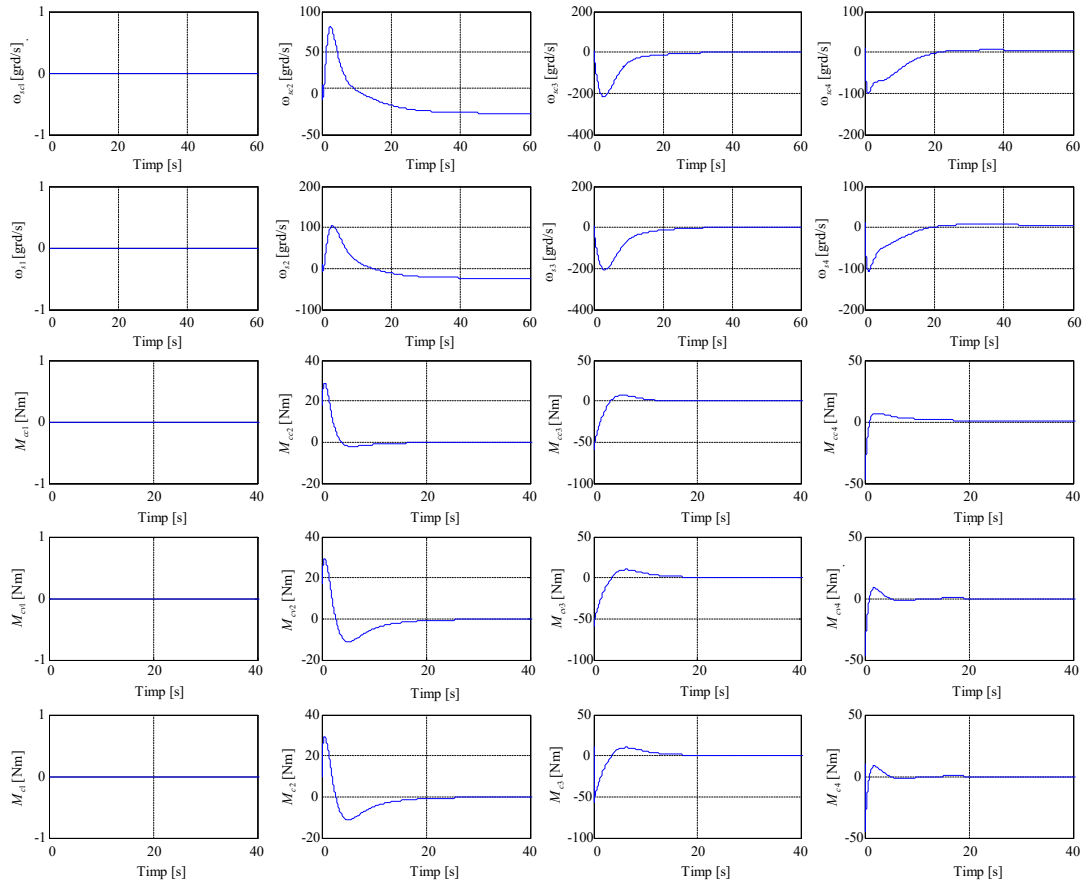 1
0
-1
ω_sc1 [grd/s].
0 20 40 60
Timp [s]
100
50
0
-50
ω_sc2 [grd/s]
0 20 40 60
Timp [s]
200
0
-200
-400
ω_sc3 [grd/s]
0 20 40 60
Timp [s]
100
0
-100
-200
ω_sc4 [grd/s]
0 20 40 60
Timp [s]
1
0
-1
ω_s1 [grd/s]
0 20 40 60
Timp [s]
200
100
0
-100
ω_s2 [grd/s]
0 20 40 60
Timp [s]
200
0
-200
-400
ω_s3 [grd/s]
0 20 40 60
Timp [s]
100
0
-100
-200
ω_s4 [grd/s]
0 20 40 60
Timp [s]
1
0
-1
M_cc1 [Nm]
0 20 40
Timp [s]
40
20
0
-20
M_cc2 [Nm]
0 20 40
Timp [s]
50
0
-50
-100
M_cc3 [Nm]
0 20 40
Timp [s]
50
0
-50
M_cc4 [Nm]
0 20 40
Timp [s]
1
0
-1
M_cv1 [Nm]
0 20 40
Timp [s]
40
20
0
-20
M_cv2 [Nm]
0 20 40
Timp [s]
50
0
-50
-100
M_cv3 [Nm]
0 20 40
Timp [s]
50
0
-50
M_cv4 [Nm].
0 20 40
Timp [s]
1
0
-1
M_c1 [Nm]
0 20 40
Timp [s]
40
20
0
-20
M_c2 [Nm]
0 20 40
Timp [s]
50
0
-50
-100
M_c3 [Nm]
0 20 40
Timp [s]
50
0
-50
M_c4 [Nm]
0 20 40
Timp [s]